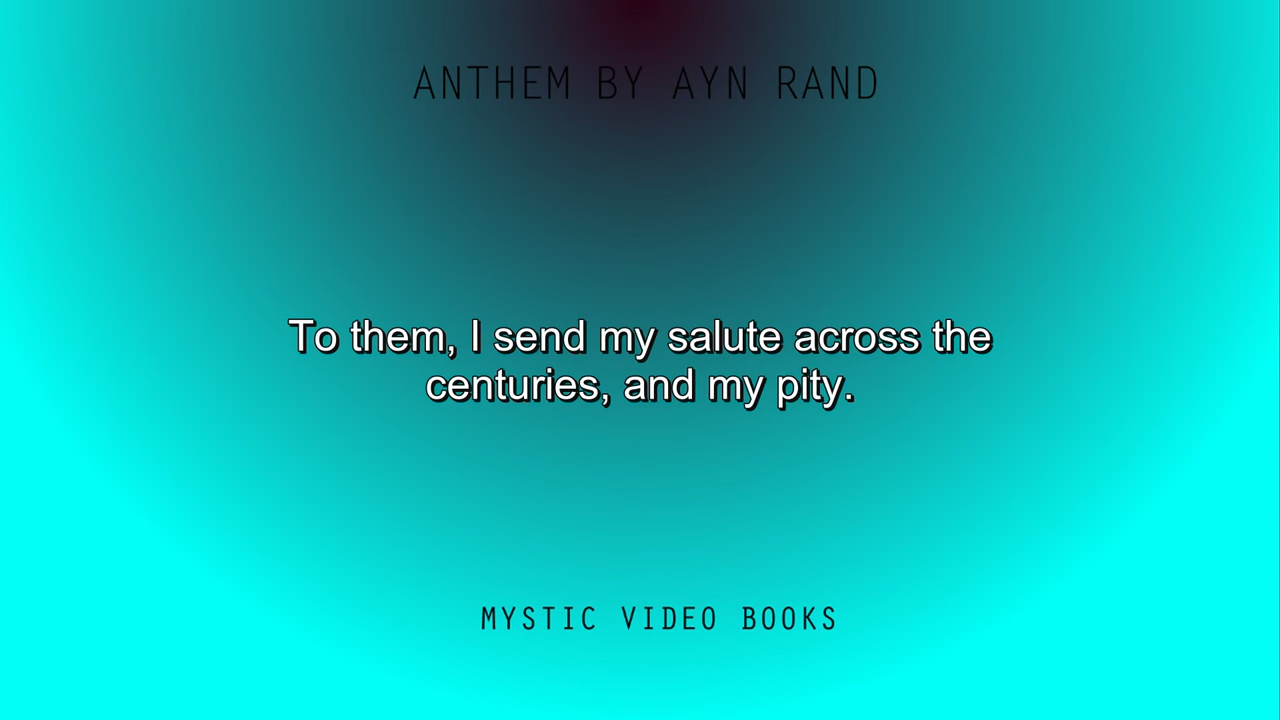 ANTHEM BY AYN RAND
To them, I send my salute across the
centuries, and my pity.
MYSTIC VIDEO BOOKS